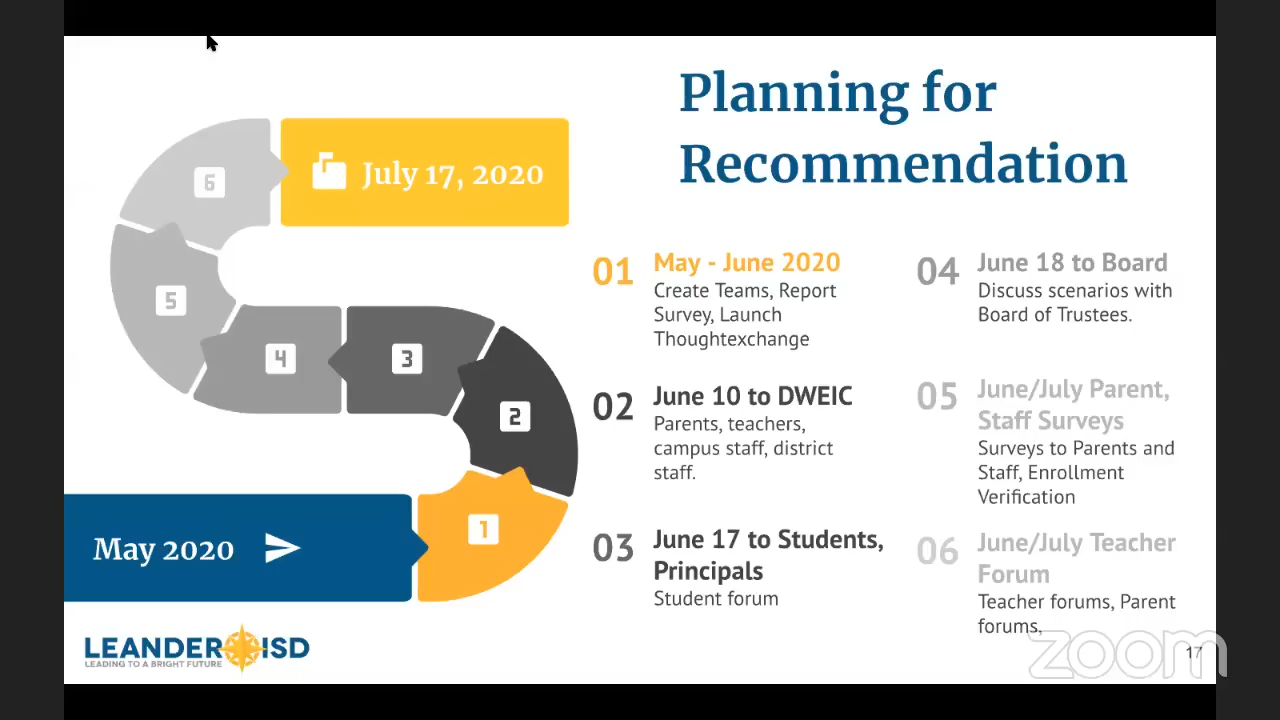 Planning for
Recommendation
July 17, 2020
6
5
4
3
2
1
May 2020
01
May - June 2020
Create Teams, Report
Survey, Launch
Thoughtexchange
02
June 10 to DWEIC
Parents, teachers,
campus staff, district
staff.
03
June 17 to Students,
Principals
Student forum
04
June 18 to Board
Discuss scenarios with
Board of Trustees.
05
June/July Parent,
Staff Surveys
Surveys to Parents and
Staff, Enrollment
Verification
06
June/July Teacher
Forum
Teacher forums, Parent
forums,
LEANDER ISD
LEADING TO A BRIGHT FUTURE
zoom
17